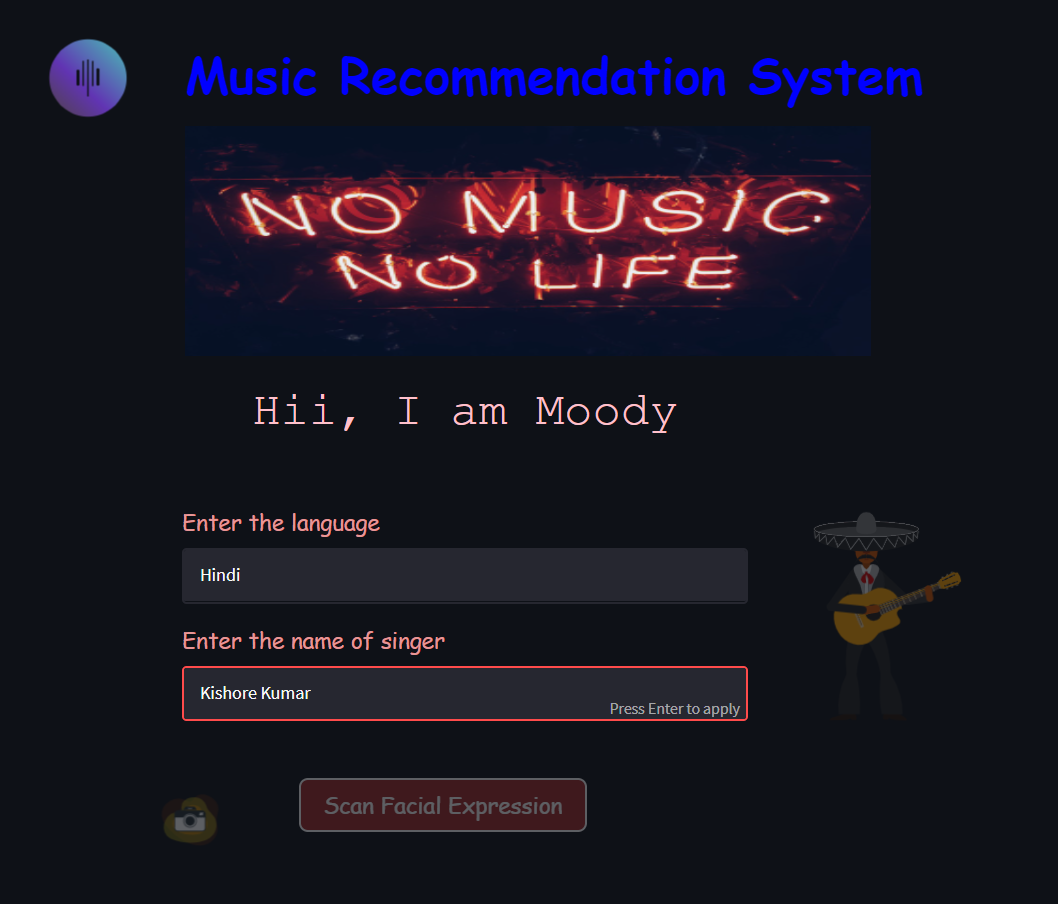 Music Recommendation System
NO MUSIC
NO LIFE
Hii, I am Moody
Enter the language
Hindi
Enter the name of singer
Kishore Kumar
Press Enter to apply
Scan Facial Expression